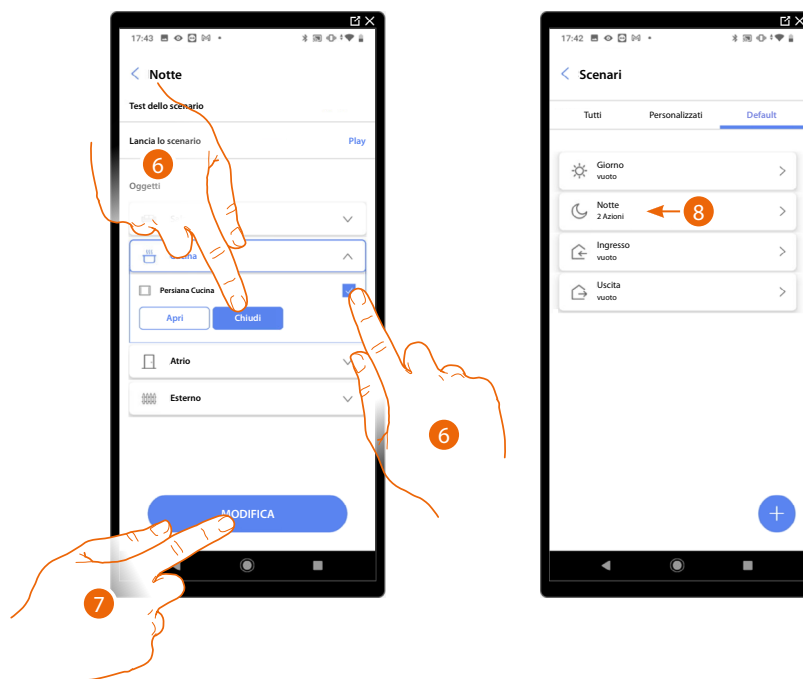 17:43
Notte
Test dello scenario
Lancia lo scenario Play
6
Oggetti
Cucina
Persiana Cucina
Apri Chiudi
Atrio
Esterno
6
MODIFICA
7
17:42
Scenari
Tutti Personalizzati Default
Giorno
vuoto
Notte
2 Azioni
8
Ingresso
vuoto
Uscita
vuoto